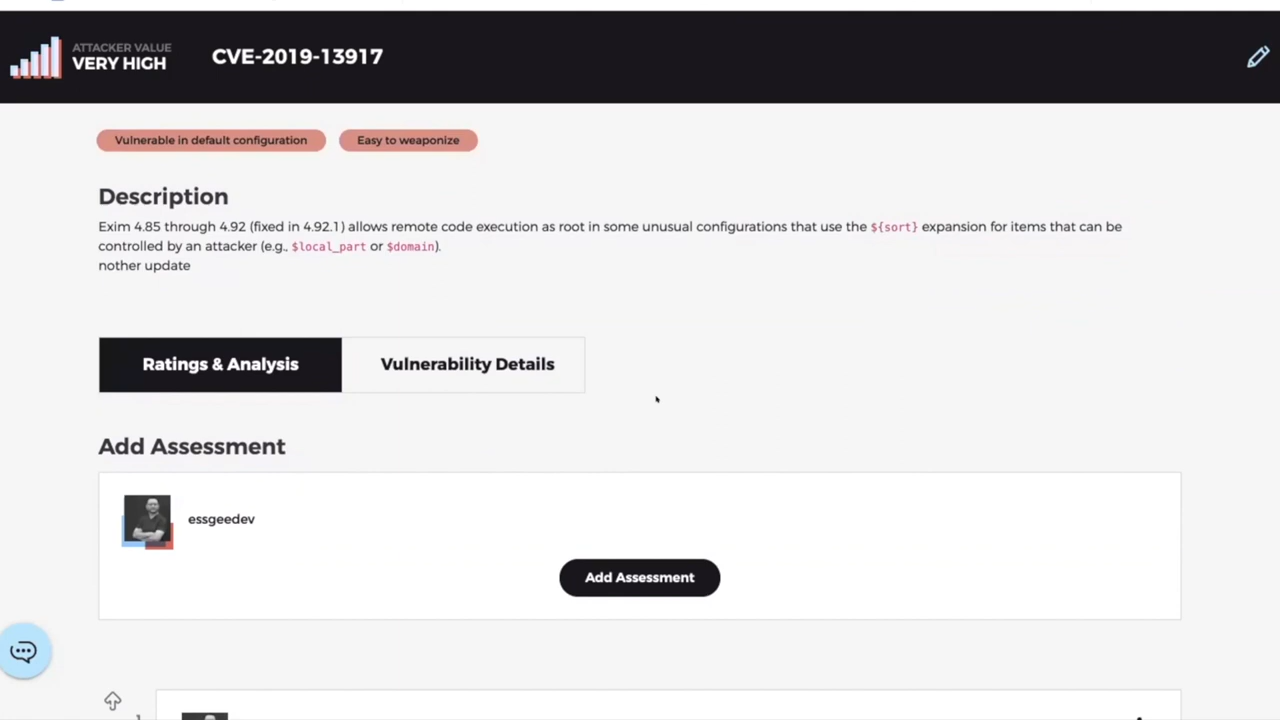 ATTACKER VALUE
VERY HIGH
CVE-2019-13917
Vulnerable in default configuration
Easy to weaponize
Description
Exim 4.85 through 4.92 (fixed in 4.92.1) allows remote code execution as root in some unusual configurations that use the ${sort} expansion for items that can be
controlled by an attacker (e.g., $local_part or $domain).
nother update
Ratings & Analysis
Vulnerability Details
Add Assessment
essgeedev
Add Assessment